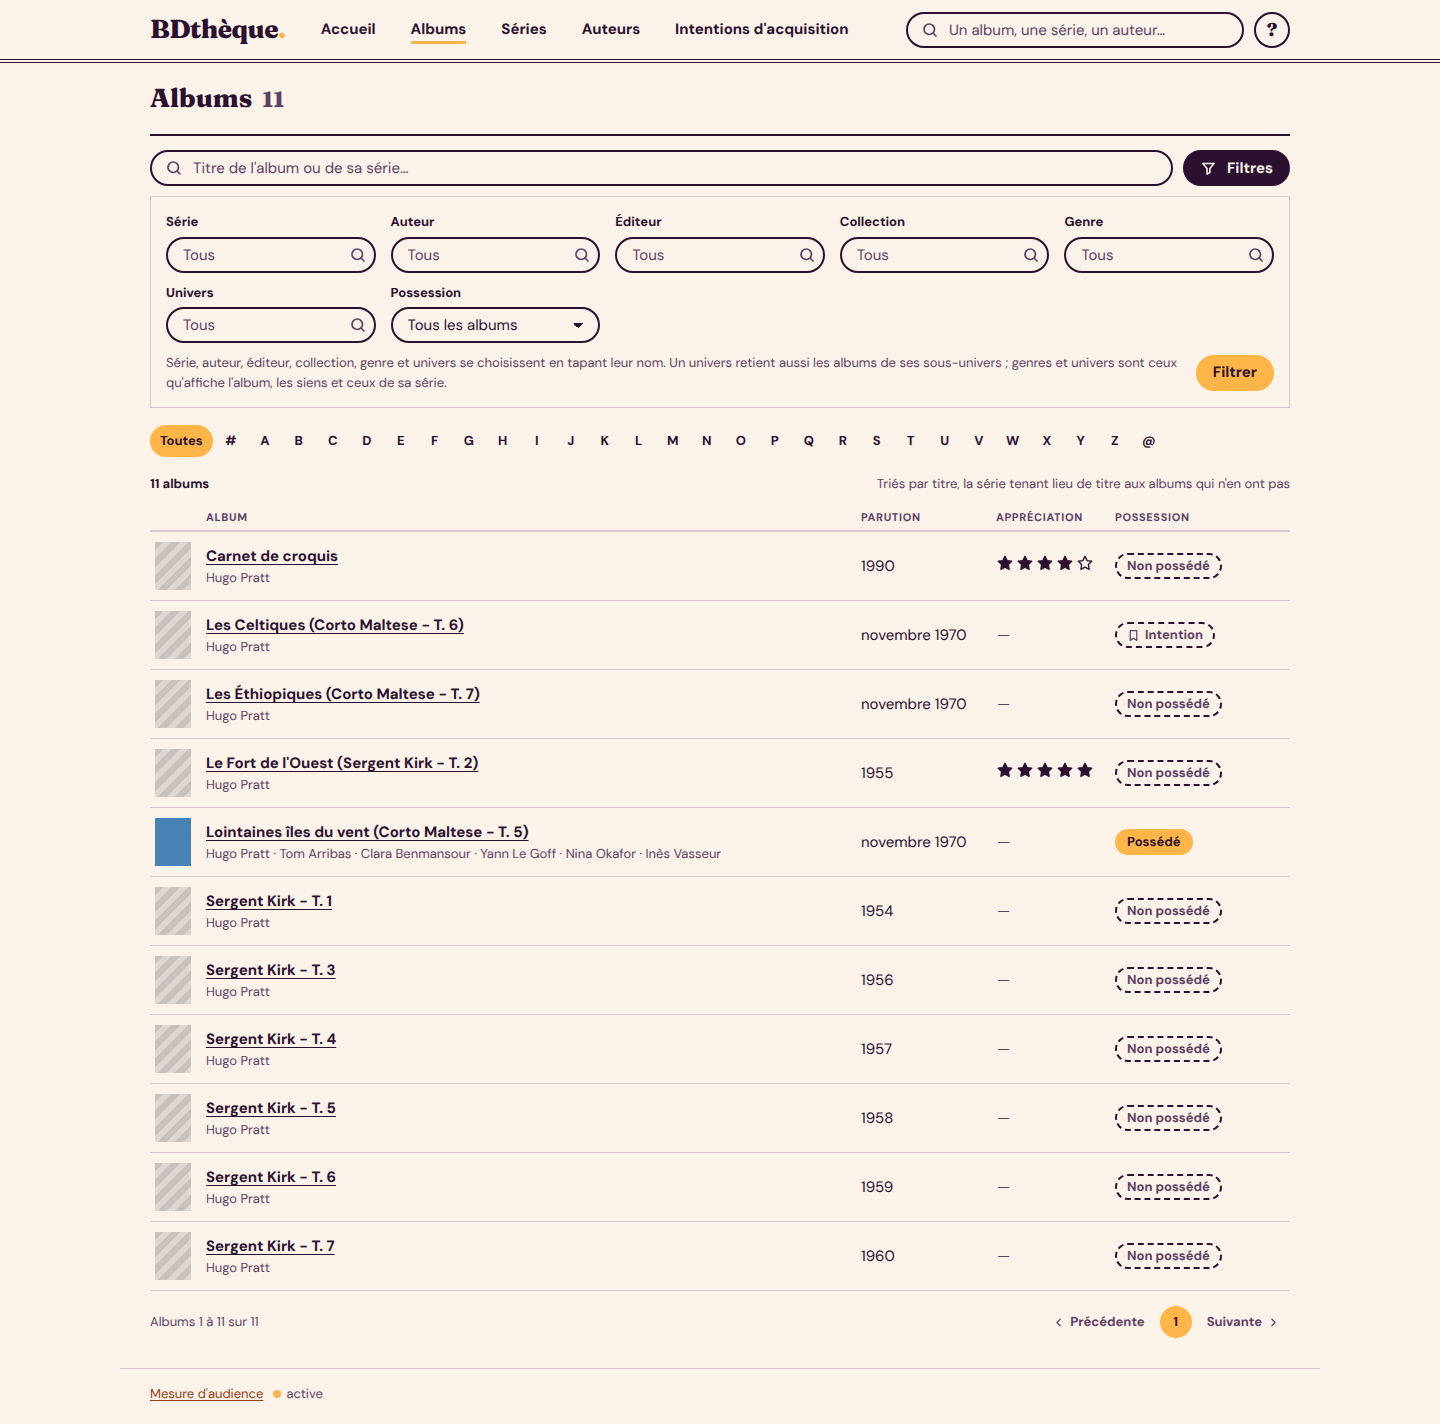 BDthèque.
Accueil Albums Séries Auteurs Intentions d'acquisition Un album, une série, un auteur... ?
Albums 11
Titre de l'album ou de sa série... Filtres
Série Auteur Éditeur Collection Genre
Tous Tous Tous Tous Tous
Univers Possession
Tous Tous les albums
Série, auteur, éditeur, collection, genre et univers se choisissent en tapant leur nom. Un univers retient aussi les albums de ses sous-univers ; genres et univers sont ceux
qu'affiche l'album, les siens et ceux de sa série.
Filtrer
Toutes # A B C D E F G H I J K L M N O P Q R S T U V W X Y Z @
11 albums Triés par titre, la série tenant lieu de titre aux albums qui n'en ont pas
ALBUM PARUTION APPRÉCIATION POSSESSION
Carnet de croquis
Hugo Pratt
1990 Non possédé
Les Celtiques (Corto Maltese - T. 6)
Hugo Pratt
novembre 1970 — Intention
Les Éthiopiques (Corto Maltese - T. 7)
Hugo Pratt
novembre 1970 — Non possédé
Le Fort de l'Ouest (Sergent Kirk - T. 2)
Hugo Pratt
1955 Non possédé
Lointaines îles du vent (Corto Maltese - T. 5)
Hugo Pratt · Tom Arribas · Clara Benmansour · Yann Le Goff · Nina Okafor · Inès Vasseur
novembre 1970 — Possédé
Sergent Kirk - T. 1
Hugo Pratt
1954 — Non possédé
Sergent Kirk - T. 3
Hugo Pratt
1956 — Non possédé
Sergent Kirk - T. 4
Hugo Pratt
1957 — Non possédé
Sergent Kirk - T. 5
Hugo Pratt
1958 — Non possédé
Sergent Kirk - T. 6
Hugo Pratt
1959 — Non possédé
Sergent Kirk - T. 7
Hugo Pratt
1960 — Non possédé
Albums 1 à 11 sur 11 Précédente 1 Suivante
Mesure d'audience active